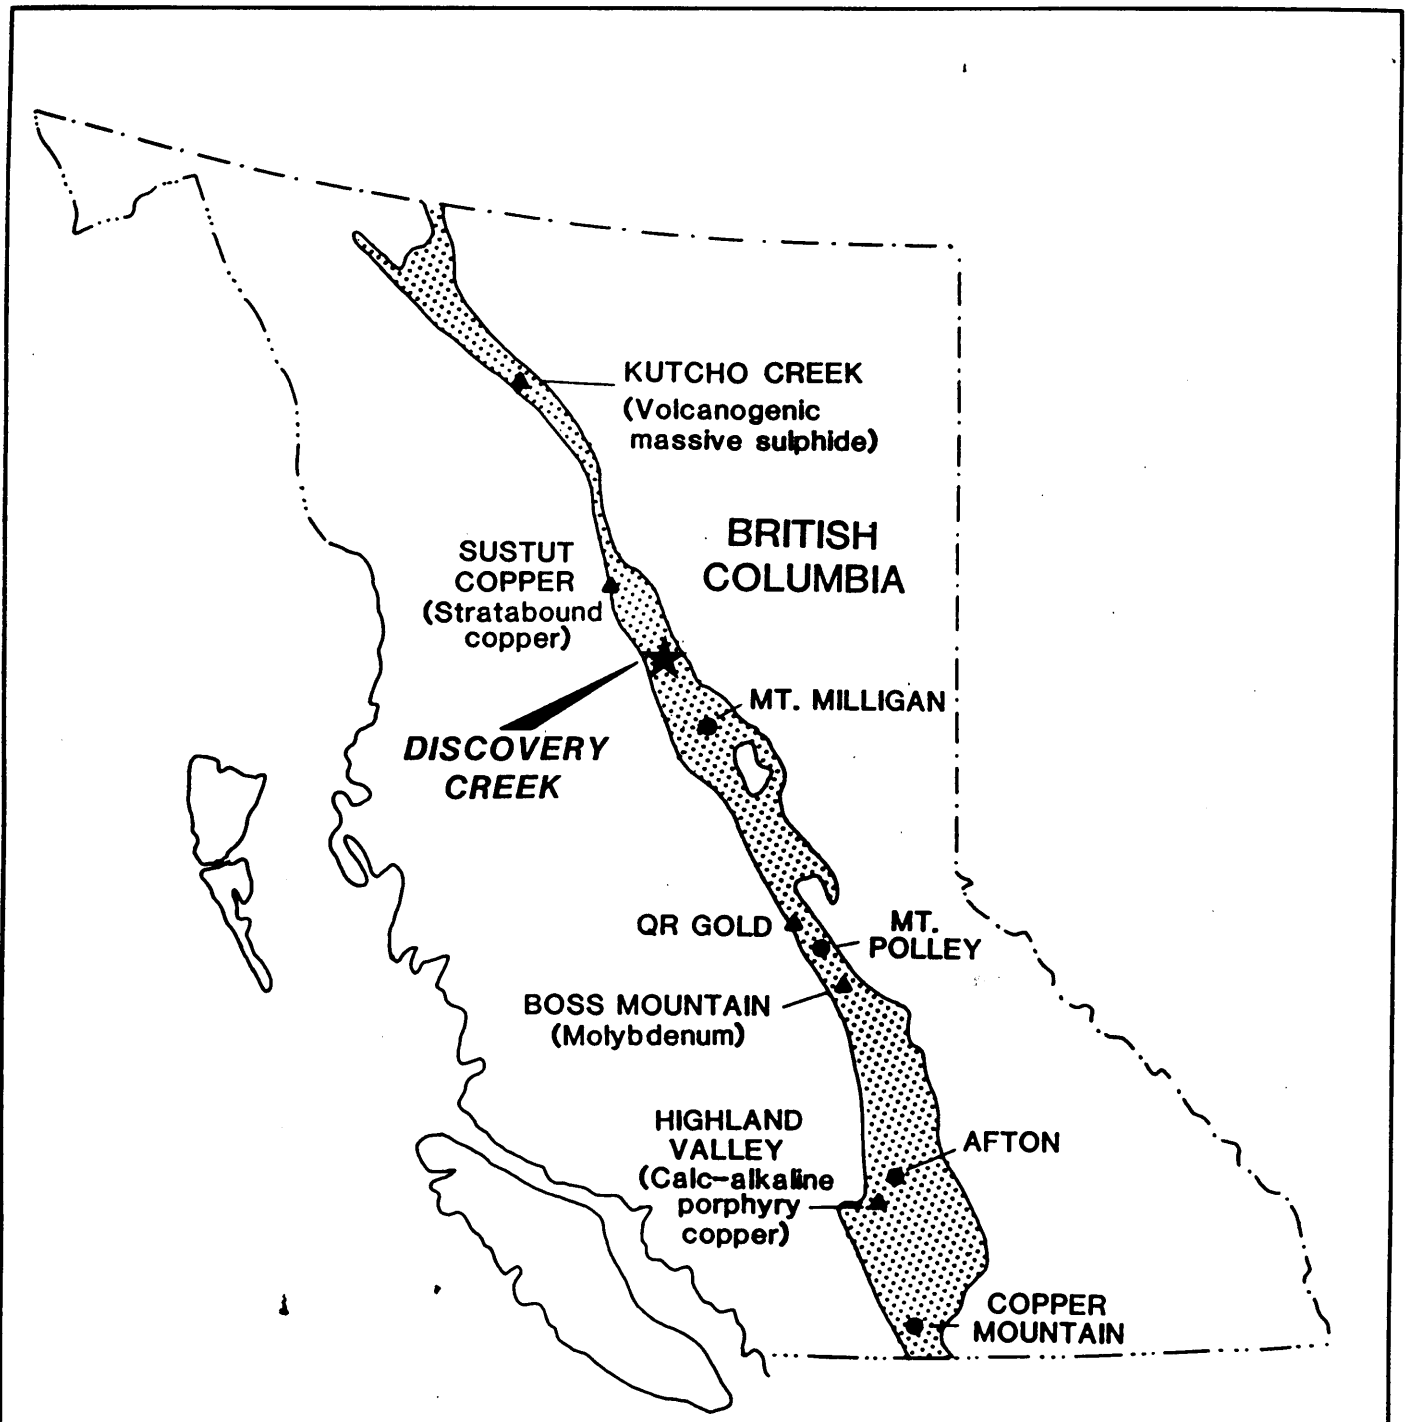 KUTCHO CREEK
(Volcanogenic
massive sulphide)
BRITISH
COLUMBIA
SUSTUT
COPPER
(Stratabound
copper)
MT. MILLIGAN
DISCOVERY
CREEK
QR GOLD
MT.
POLLEY
BOSS MOUNTAIN
(Molybdenum)
HIGHLAND
VALLEY
(Calc-alkaline
porphyry
copper)
AFTON
COPPER
MOUNTAIN